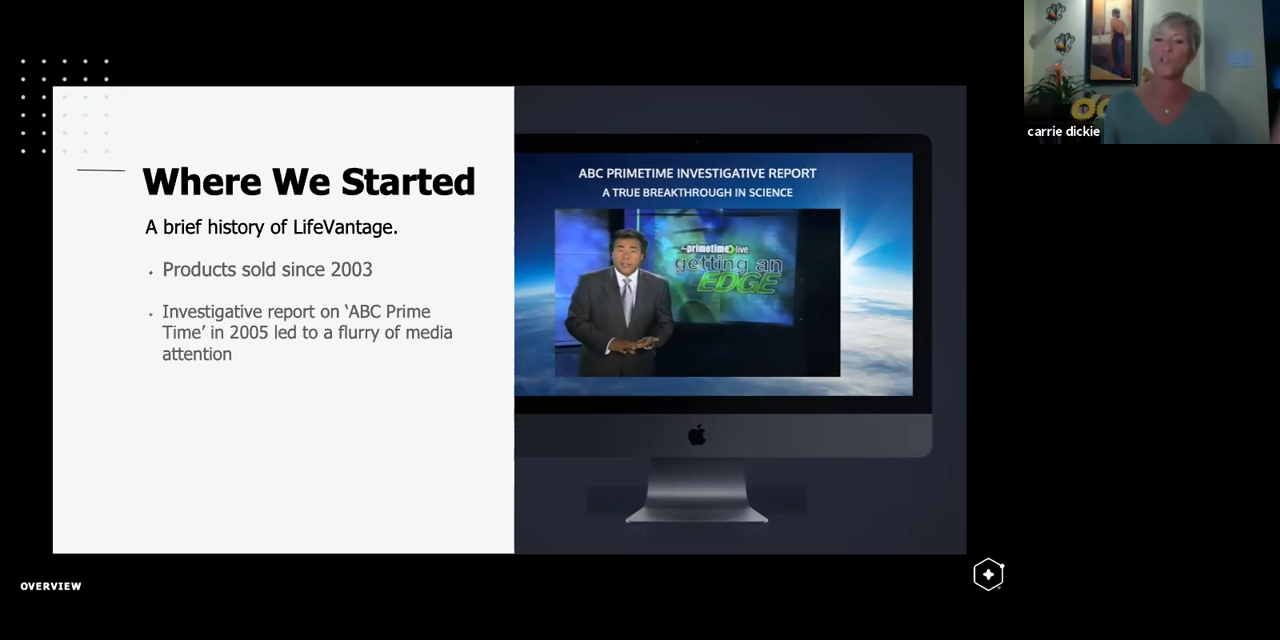 Where We Started
A brief history of LifeVantage.
• Products sold since 2003
• Investigative report on ‘ABC Prime
Time’ in 2005 led to a flurry of media
attention
ABC PRIMETIME INVESTIGATIVE REPORT
A TRUE BREAKTHROUGH IN SCIENCE
primetime live
getting an
EDGE
carrie dickie
OVERVIEW